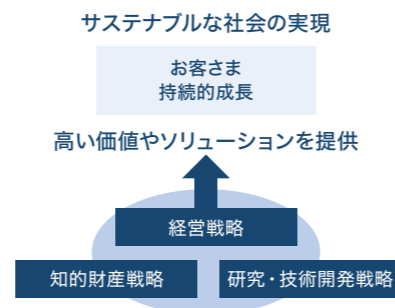 サステナブルな社会の実現
お客さま
持続的成長
高い価値やソリューションを提供
経営戦略
知的財産戦略
研究・技術開発戦略